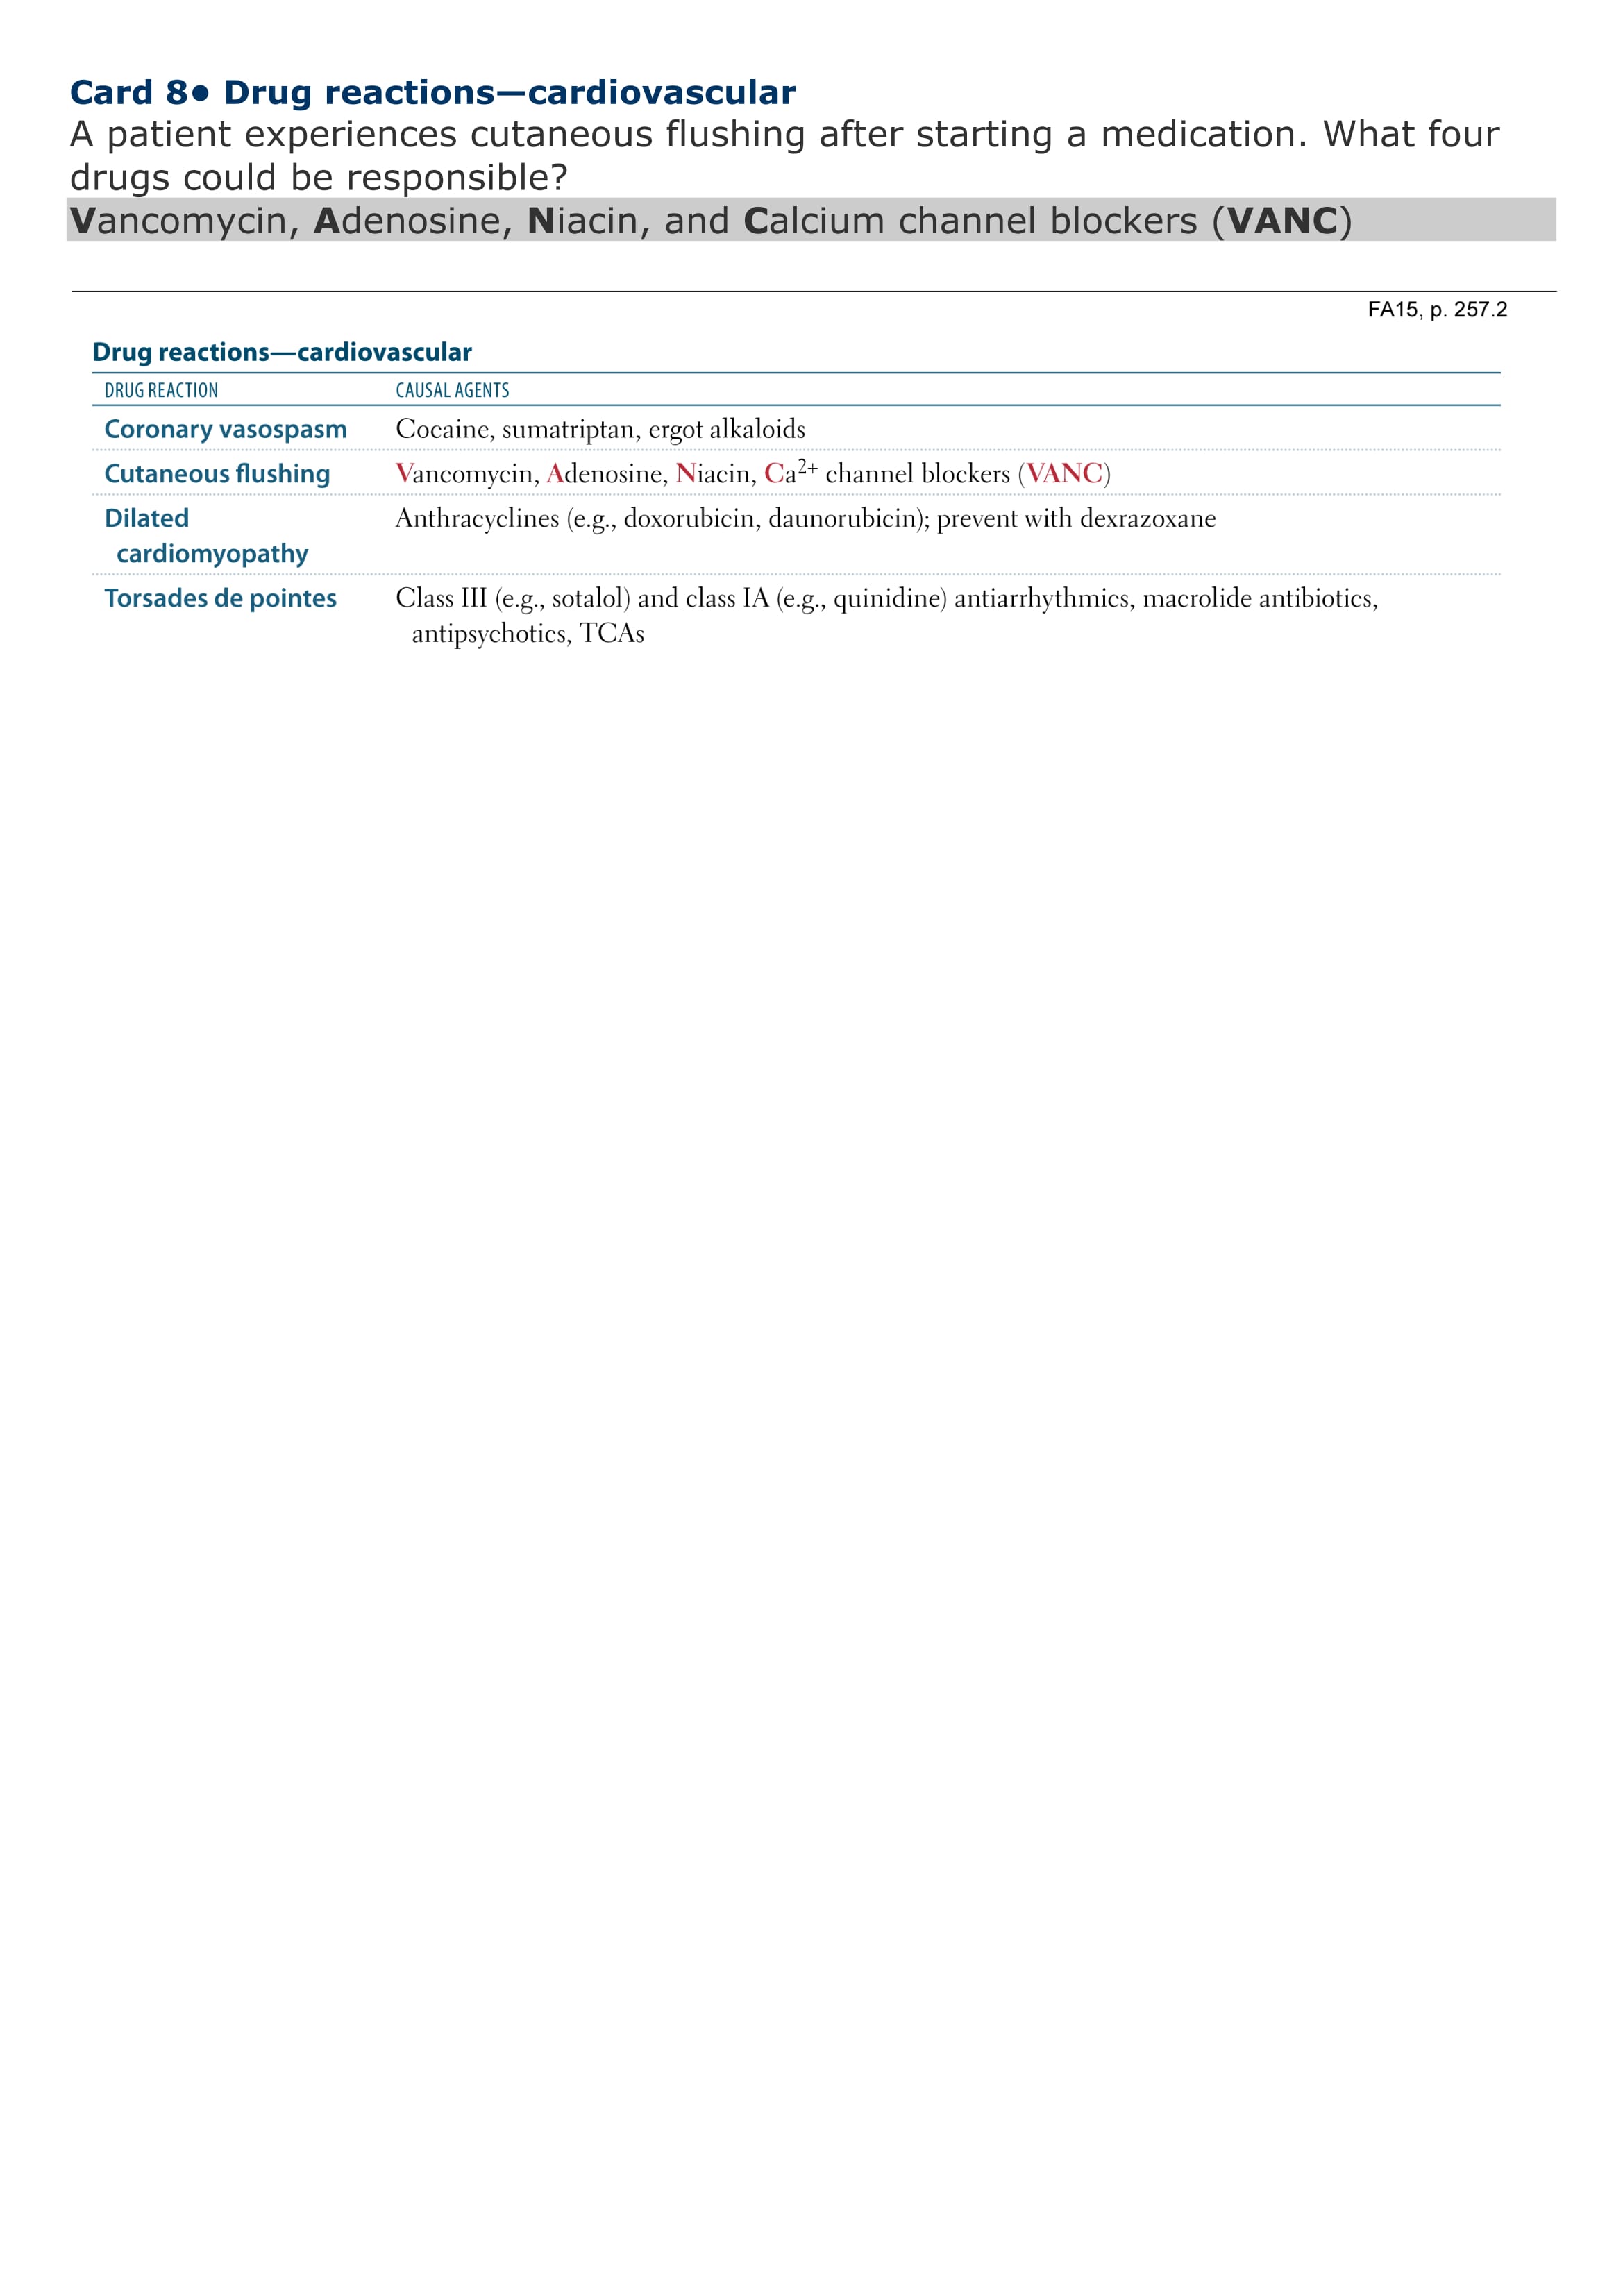 Card 8● Drug reactions—cardiovascular
A patient experiences cutaneous flushing after starting a medication. What four
drugs could be responsible?
Vancomycin, Adenosine, Niacin, and Calcium channel blockers (VANC)
FA15, p. 257.2
Drug reactions—cardiovascular
DRUG REACTION CAUSAL AGENTS
Coronary vasospasm Cocaine, sumatriptan, ergot alkaloids
Cutaneous flushing Vancomycin, Adenosine, Niacin, Ca²⁺ channel blockers (VANC)
Dilated Anthracyclines (e.g., doxorubicin, daunorubicin); prevent with dexrazoxane
cardiomyopathy
Torsades de pointes Class III (e.g., sotalol) and class IA (e.g., quinidine) antiarrhythmics, macrolide antibiotics,
antipsychotics, TCAs